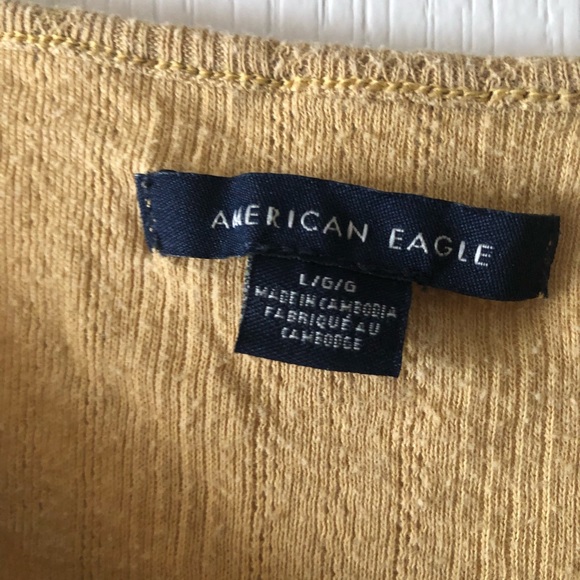 AMERICAN EAGLE
L/G/G
MADE IN CAMBODIA
FABRIQUÉ AU
CAMBODGE